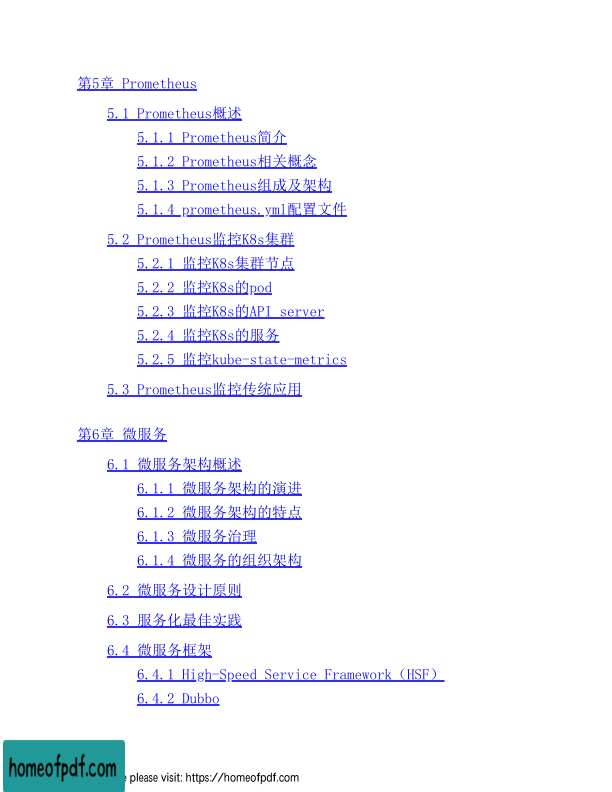 第5章 Prometheus
5.1 Prometheus概述
5.1.1 Prometheus简介
5.1.2 Prometheus相关概念
5.1.3 Prometheus组成及架构
5.1.4 prometheus.yml配置文件
5.2 Prometheus监控K8s集群
5.2.1 监控K8s集群节点
5.2.2 监控K8s的pod
5.2.3 监控K8s的API server
5.2.4 监控K8s的服务
5.2.5 监控kube-state-metrics
5.3 Prometheus监控传统应用
第6章 微服务
6.1 微服务架构概述
6.1.1 微服务架构的演进
6.1.2 微服务架构的特点
6.1.3 微服务治理
6.1.4 微服务的组织架构
6.2 微服务设计原则
6.3 服务化最佳实践
6.4 微服务框架
6.4.1 High-Speed Service Framework（HSF）
6.4.2 Dubbo
homeofpdf.com
please visit: https://homeofpdf.com